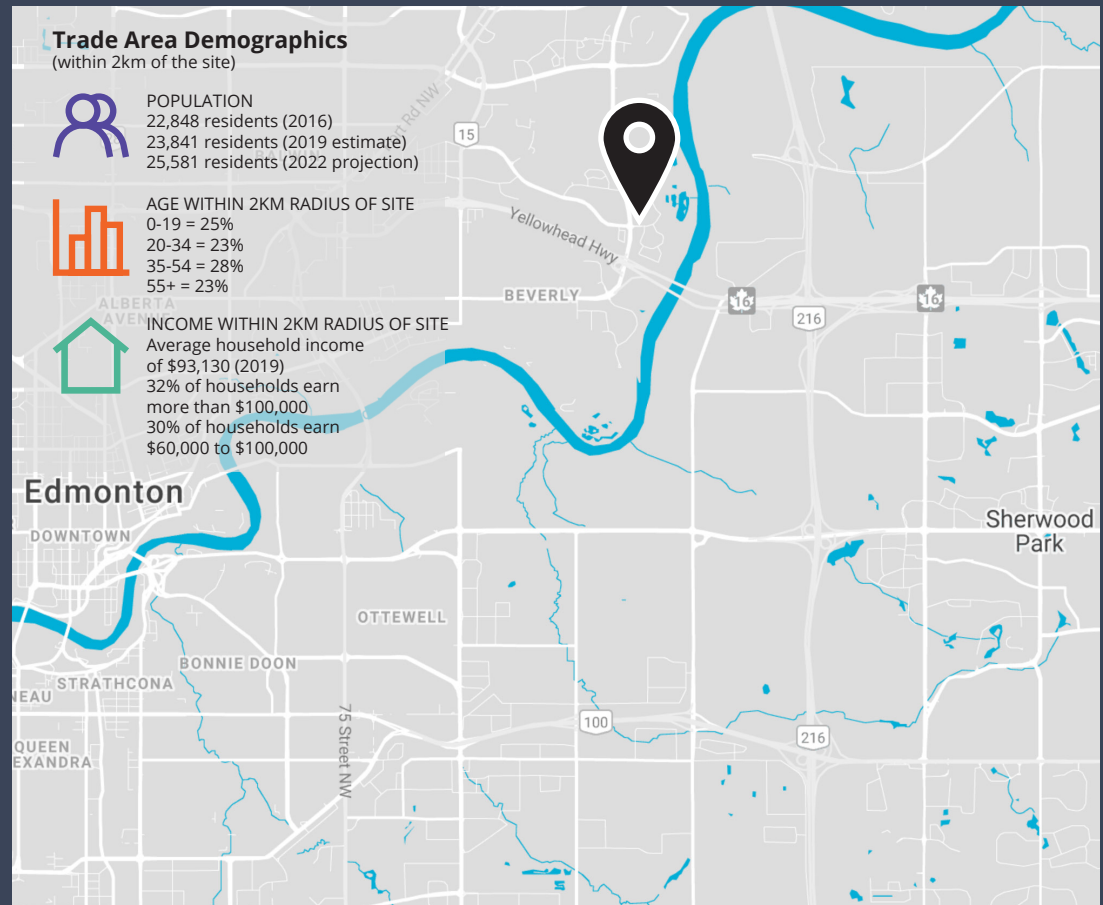 Trade Area Demographics
(within 2km of the site)
POPULATION
22,848 residents (2016)
23,841 residents (2019 estimate)
25,581 residents (2022 projection)
AGE WITHIN 2KM RADIUS OF SITE
0-19 = 25%
20-34 = 23%
35-54 = 28%
55+ = 23%
INCOME WITHIN 2KM RADIUS OF SITE
Average household income
of $93,130 (2019)
32% of households earn
more than $100,000
30% of households earn
$60,000 to $100,000
15
Yellowhead Hwy
BEVERLY
16
216
16
ALBERTA
AVENUE
Edmonton
DOWNTOWN
Sherwood
Park
OTTEWELL
BONNIE DOON
STRATHCONA
NEAU
75 Street NW
100
216
QUEEN
EXANDRA